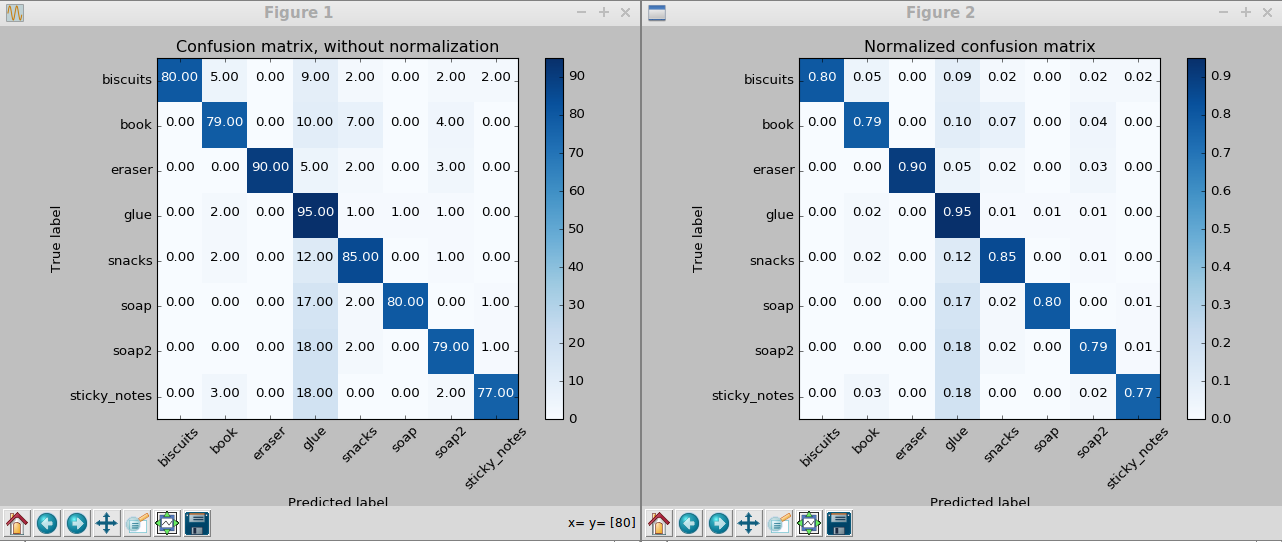 Figure 1
Confusion matrix, without normalization
biscuits 80.00 5.00 0.00 9.00 2.00 0.00 2.00 2.00
book 0.00 79.00 0.00 10.00 7.00 0.00 4.00 0.00
eraser 0.00 0.00 90.00 5.00 2.00 0.00 3.00 0.00
glue 0.00 2.00 0.00 95.00 1.00 1.00 1.00 0.00
snacks 0.00 2.00 0.00 12.00 85.00 0.00 1.00 0.00
soap 0.00 0.00 0.00 17.00 2.00 80.00 0.00 1.00
soap2 0.00 0.00 0.00 18.00 2.00 0.00 79.00 1.00
sticky_notes 0.00 3.00 0.00 18.00 0.00 0.00 2.00 77.00
True label
biscuits book eraser glue snacks soap soap2 sticky_notes
Predicted label
90
80
70
60
50
40
30
20
10
0
x= y= [80]
Figure 2
Normalized confusion matrix
biscuits 0.80 0.05 0.00 0.09 0.02 0.00 0.02 0.02
book 0.00 0.79 0.00 0.10 0.07 0.00 0.04 0.00
eraser 0.00 0.00 0.90 0.05 0.02 0.00 0.03 0.00
glue 0.00 0.02 0.00 0.95 0.01 0.01 0.01 0.00
snacks 0.00 0.02 0.00 0.12 0.85 0.00 0.01 0.00
soap 0.00 0.00 0.00 0.17 0.02 0.80 0.00 0.01
soap2 0.00 0.00 0.00 0.18 0.02 0.00 0.79 0.01
sticky_notes 0.00 0.03 0.00 0.18 0.00 0.00 0.02 0.77
True label
biscuits book eraser glue snacks soap soap2 sticky_notes
Predicted label
0.9
0.8
0.7
0.6
0.5
0.4
0.3
0.2
0.1
0.0